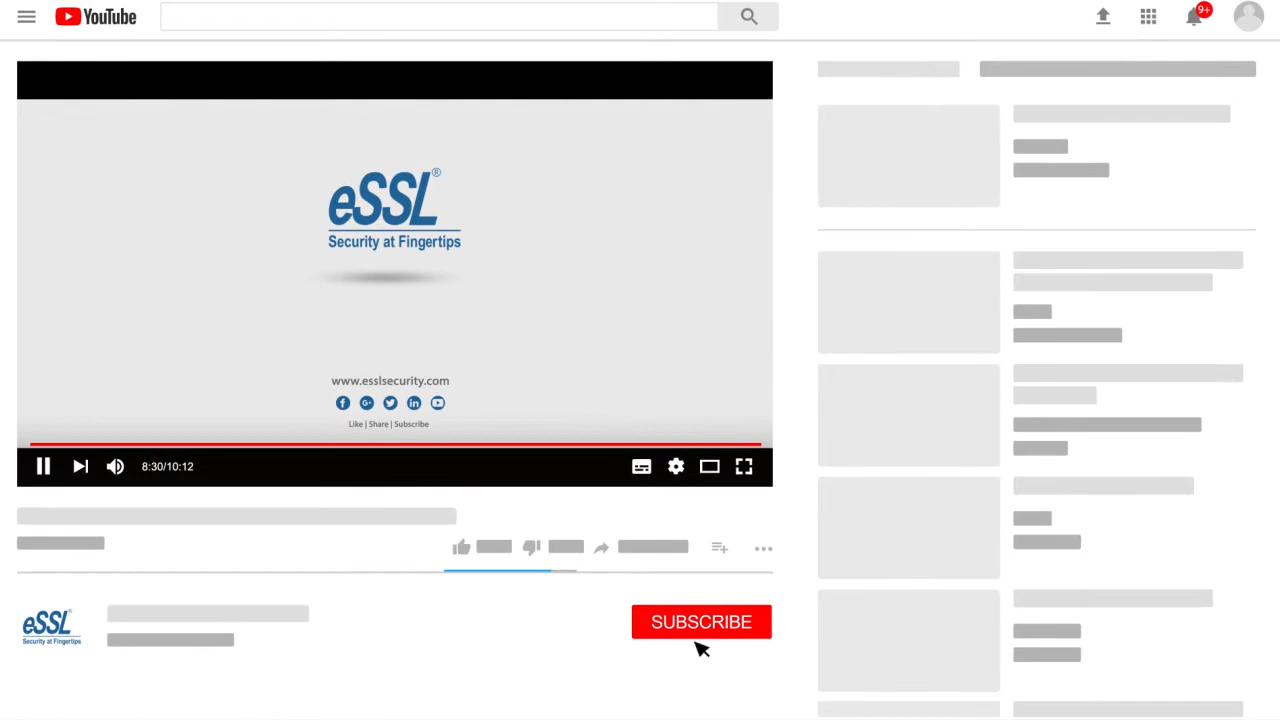 YouTube
9+
eSSL®
Security at Fingertips
www.esslsecurity.com
Like | Share | Subscribe
8:30/10:12
eSSL®
Security at Fingertips
SUBSCRIBE